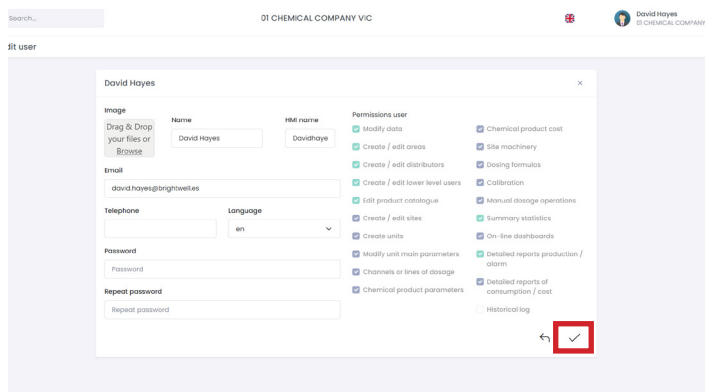 Search...
01 CHEMICAL COMPANY VIC
David Hayes
01 CHEMICAL COMPANY
dit user
David Hayes
Image
Drag & Drop
your files or
Browse
Name
David Hayes
HMI name
Davidhaye
Email
david.hayes@brightwell.es
Telephone
Language
en
Password
Password
Repeat password
Repeat password
Permissions user
Modify data
Create / edit areas
Create / edit distributors
Create / edit lower level users
Edit product catalogue
Create / edit sites
Create units
Modify unit main parameters
Channels or lines of dosage
Chemical product parameters
Chemical product cost
Site machinery
Dosing formulas
Calibration
Manual dosage operations
Summary statistics
On-line dashboards
Detailed reports production /
alarm
Detailed reports of
consumption / cost
Historical log